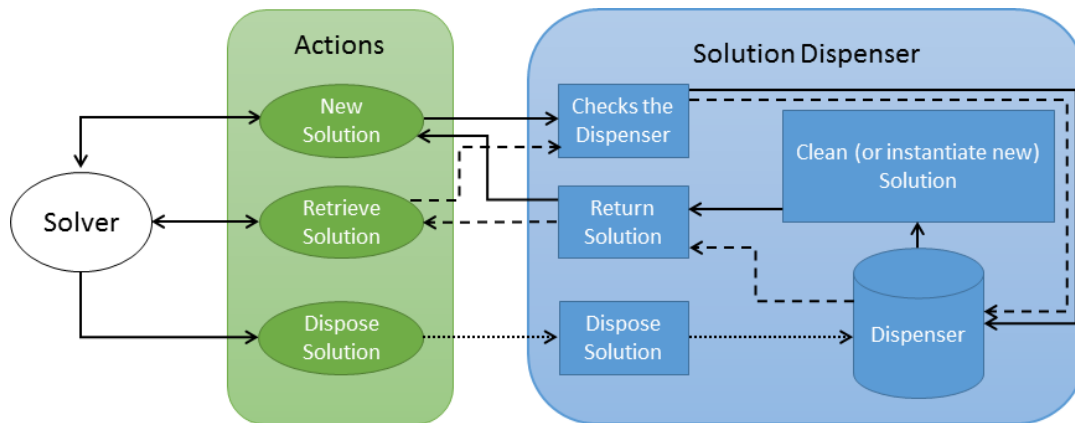 Actions
Solution Dispenser
New
Solution
Checks the
Dispenser
Clean (or instantiate new)
Solution
Solver
Retrieve
Solution
Return
Solution
Dispose
Solution
Dispose
Solution
Dispenser